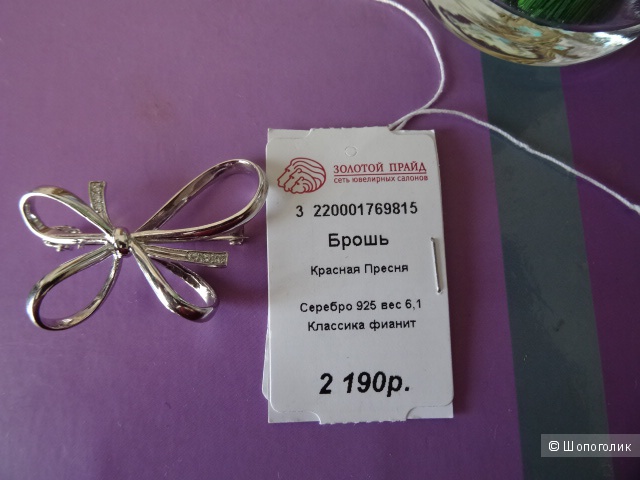 ЗОЛОТОЙ ПРАЙД
сеть ювелирных салонов
3 220001769815
Брошь
Красная Пресня
Серебро 925 вес 6,1
Классика фианит
2 190р.
© Шопоголик